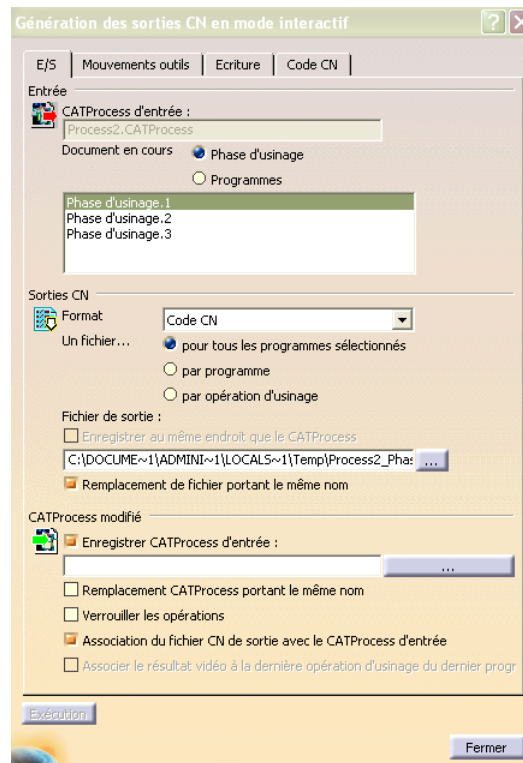 Génération des sorties CN en mode interactif
E/S Mouvements outils Ecriture Code CN
Entrée
CATProcess d'entrée :
Process2.CATProcess
Document en cours Phase d'usinage
Programmes
Phase d'usinage.1
Phase d'usinage.2
Phase d'usinage.3
Sorties CN
Format Code CN
Un fichier... pour tous les programmes sélectionnés
par programme
par opération d'usinage
Fichier de sortie :
Enregistrer au même endroit que le CATProcess
C:\DOCUME~1\ADMINI~1\LOCALS~1\Temp\Process2_Phas ...
Remplacement de fichier portant le même nom
CATProcess modifié
Enregistrer CATProcess d'entrée :
...
Remplacement CATProcess portant le même nom
Verrouiller les opérations
Association du fichier CN de sortie avec le CATProcess d'entrée
Associer le résultat vidéo à la dernière opération d'usinage du dernier progr
Exécution
Fermer